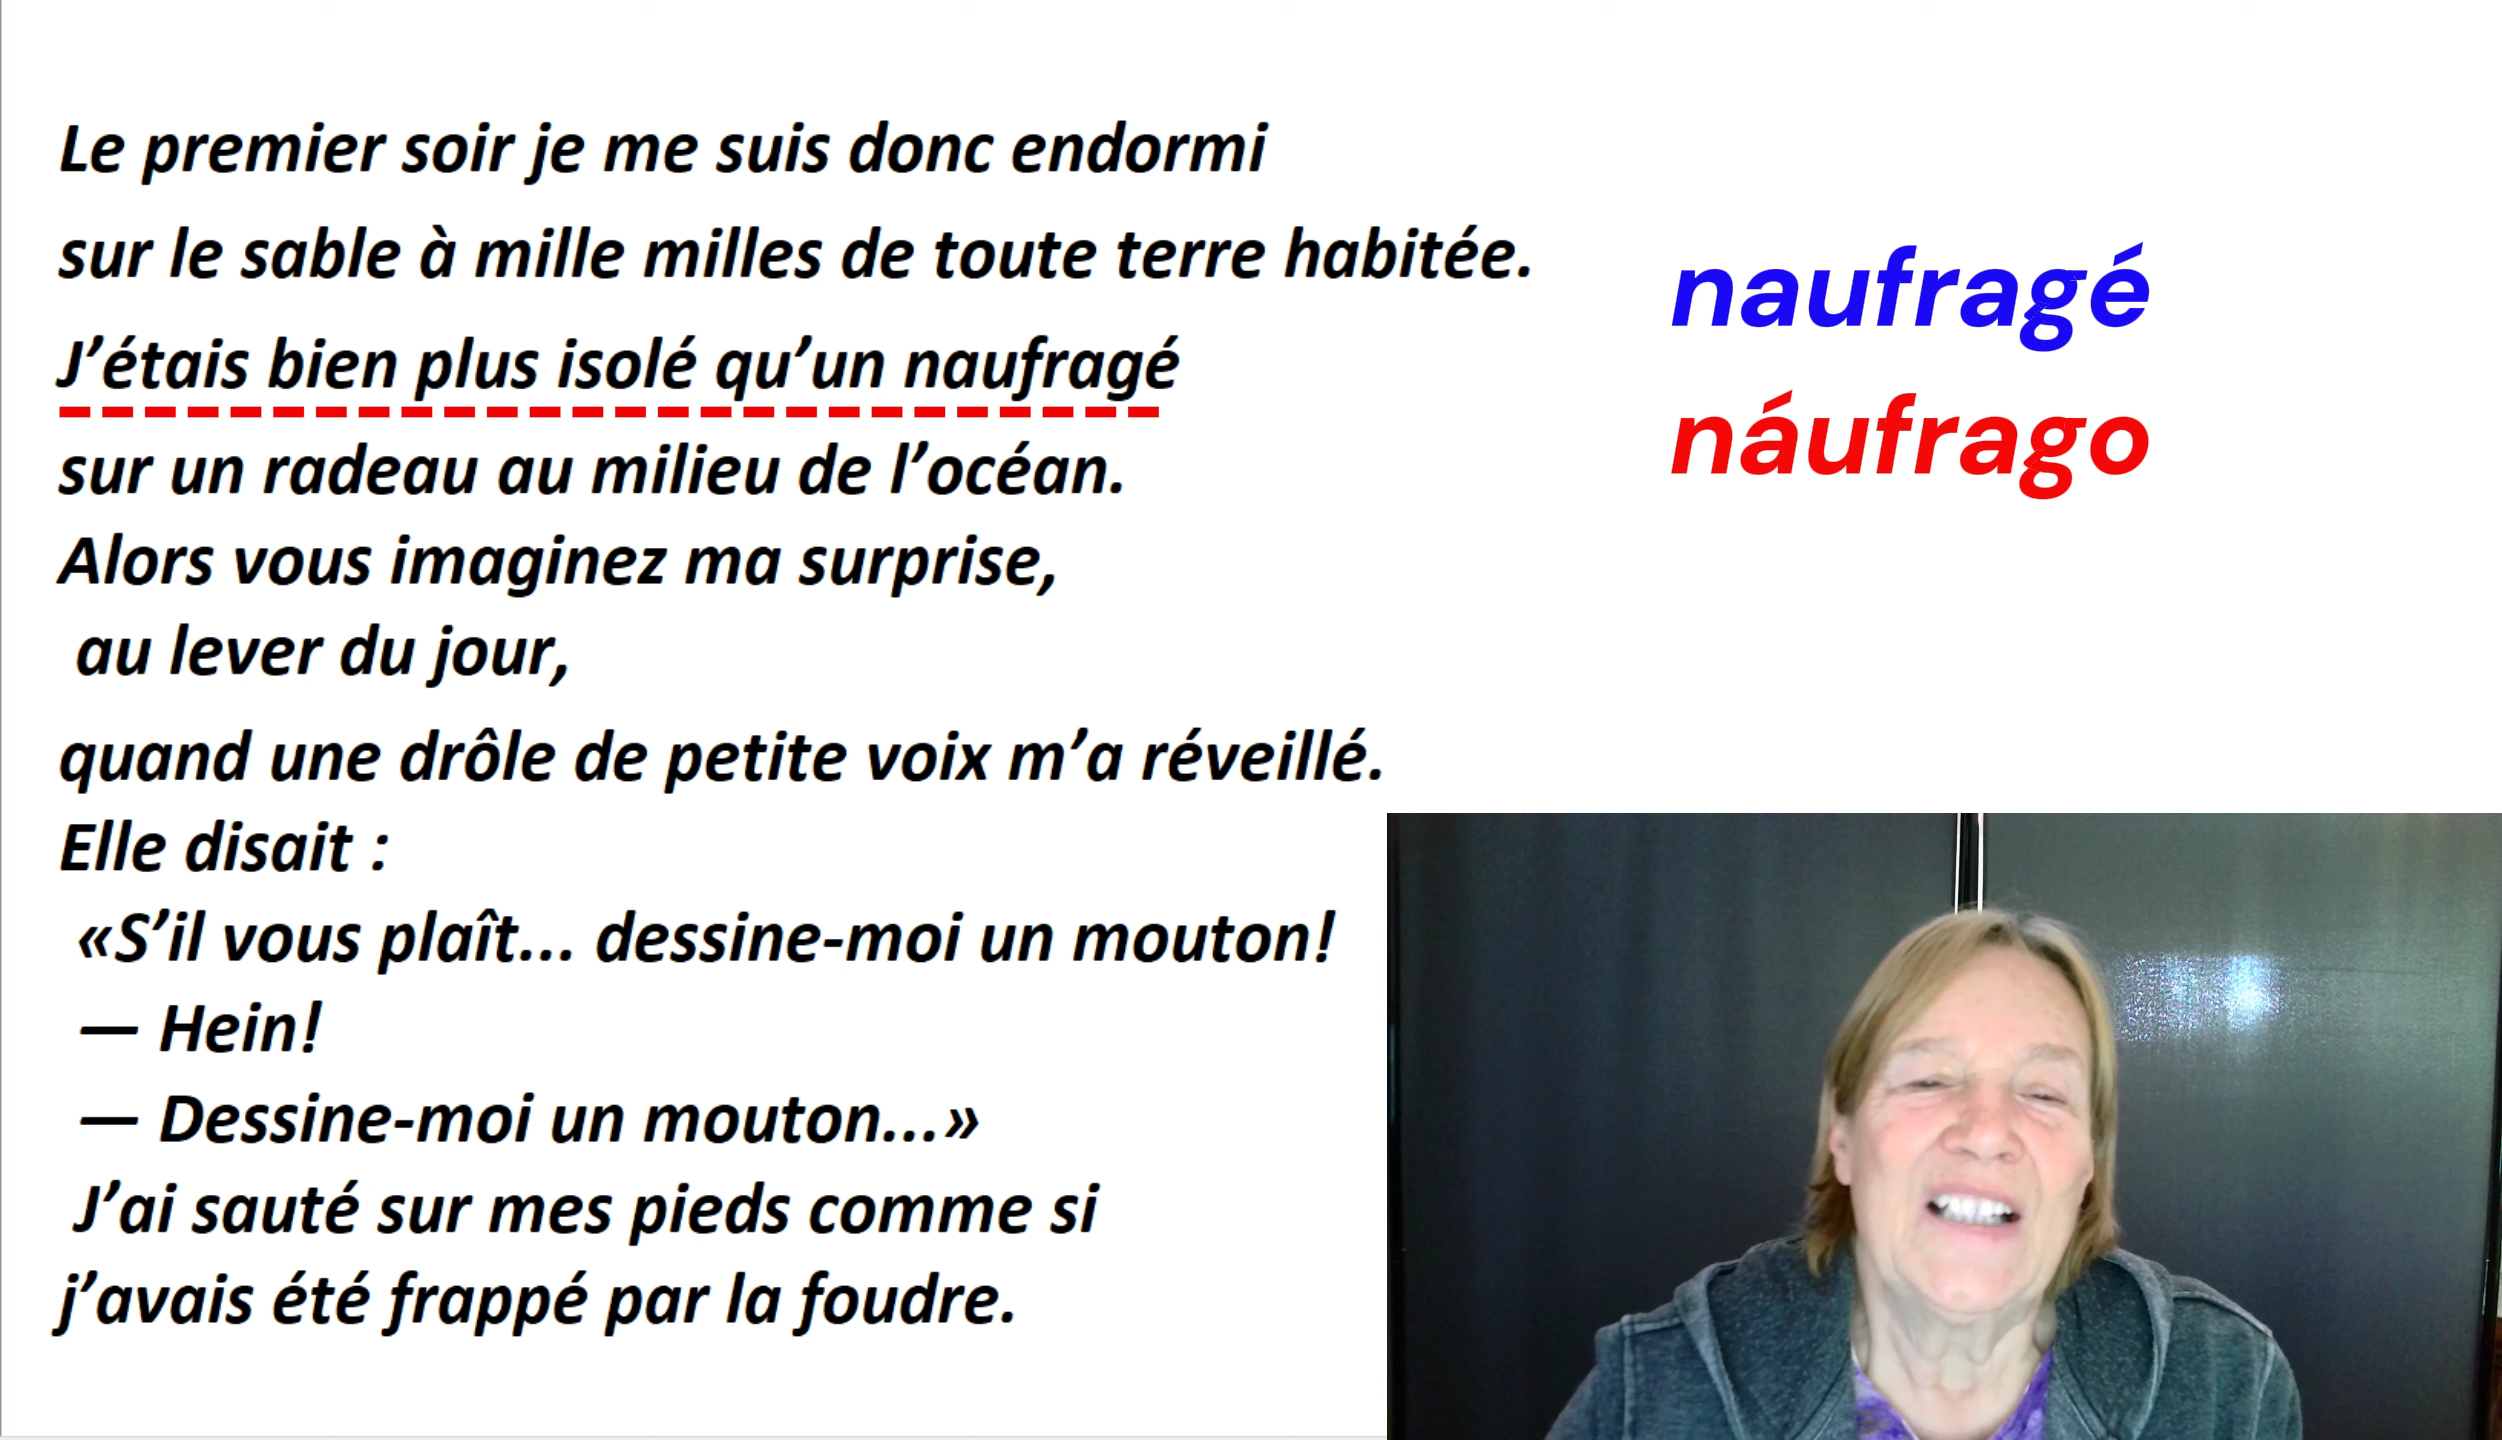 Le premier soir je me suis donc endormi
sur le sable à mille milles de toute terre habitée.
J’étais bien plus isolé qu’un naufragé
sur un radeau au milieu de l’océan.
Alors vous imaginez ma surprise,
au lever du jour,
quand une drôle de petite voix m’a réveillé.
Elle disait :
«S’il vous plaît... dessine-moi un mouton!
— Hein!
— Dessine-moi un mouton...»
J’ai sauté sur mes pieds comme si
j’avais été frappé par la foudre.
naufragé
náufrago